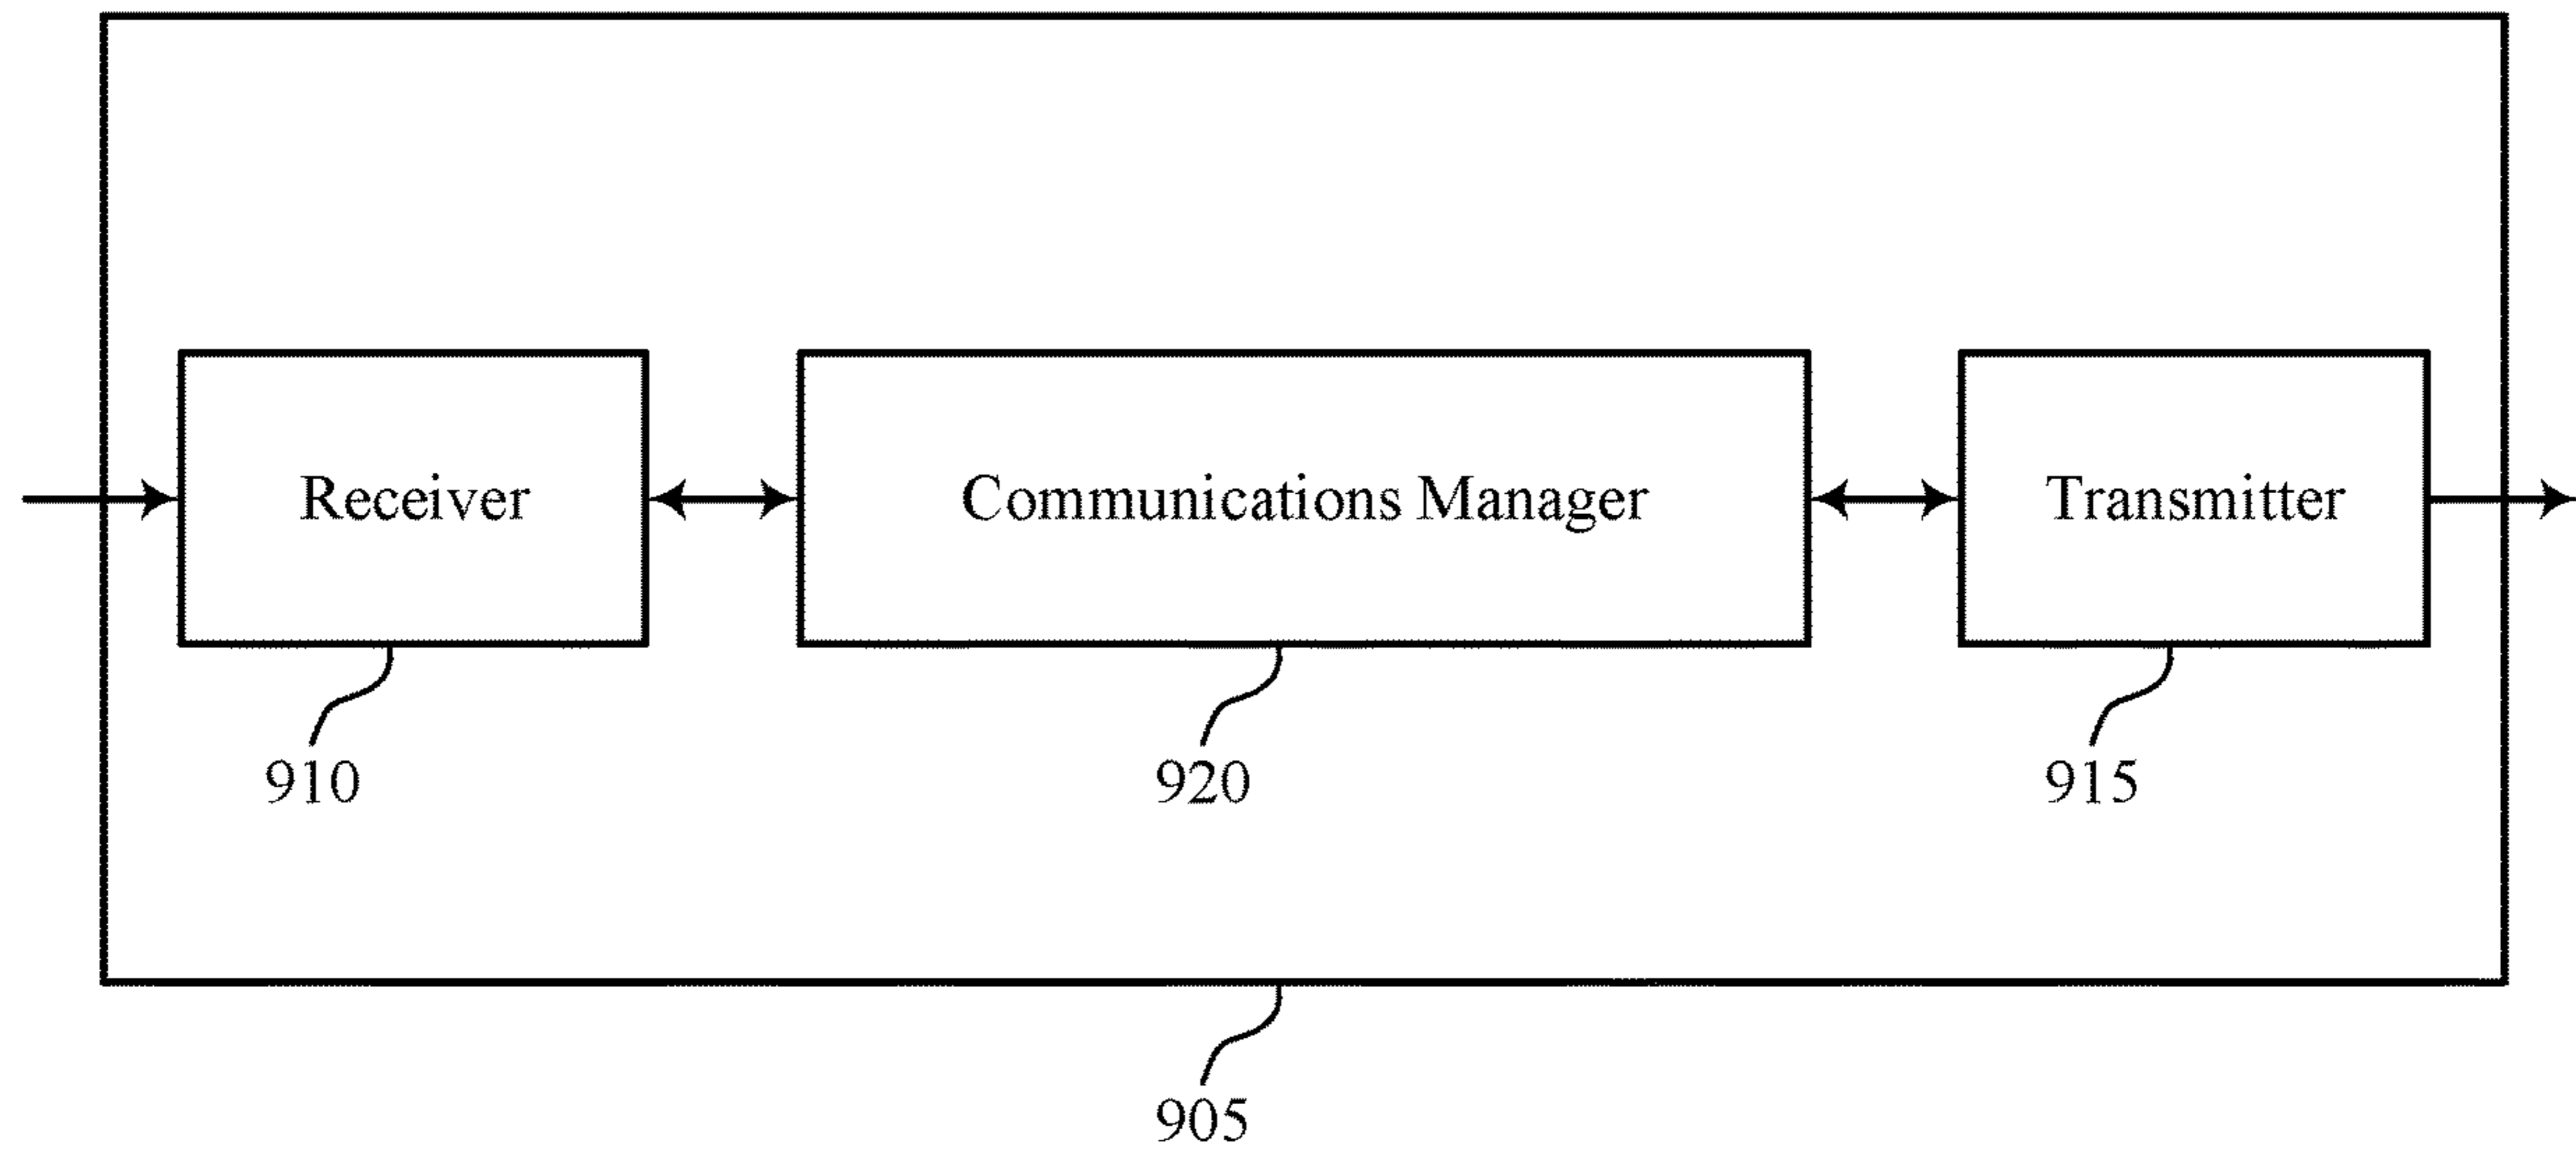 Receiver
Communications Manager
Transmitter
910
920
915
905